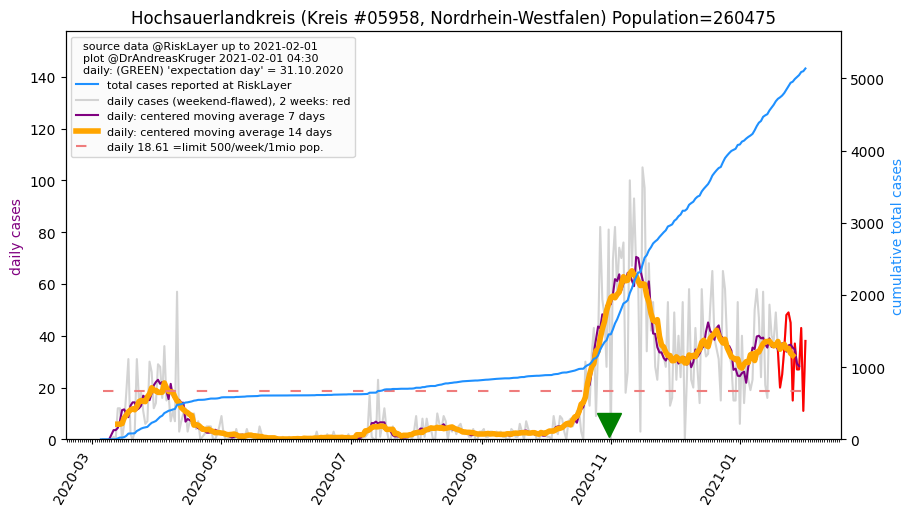 Hochsauerlandkreis (Kreis #05958, Nordrhein-Westfalen) Population=260475
source data @RiskLayer up to 2021-02-01
plot @DrAndreasKruger 2021-02-01 04:30
daily: (GREEN) 'expectation day' = 31.10.2020
total cases reported at RiskLayer
daily cases (weekend-flawed), 2 weeks: red
daily: centered moving average 7 days
daily: centered moving average 14 days
daily 18.61 =limit 500/week/1mio pop.
daily cases
140
120
100
80
60
40
20
0
cumulative total cases
5000
4000
3000
2000
1000
0
2020-03
2020-05
2020-07
2020-09
2020-11
2021-01